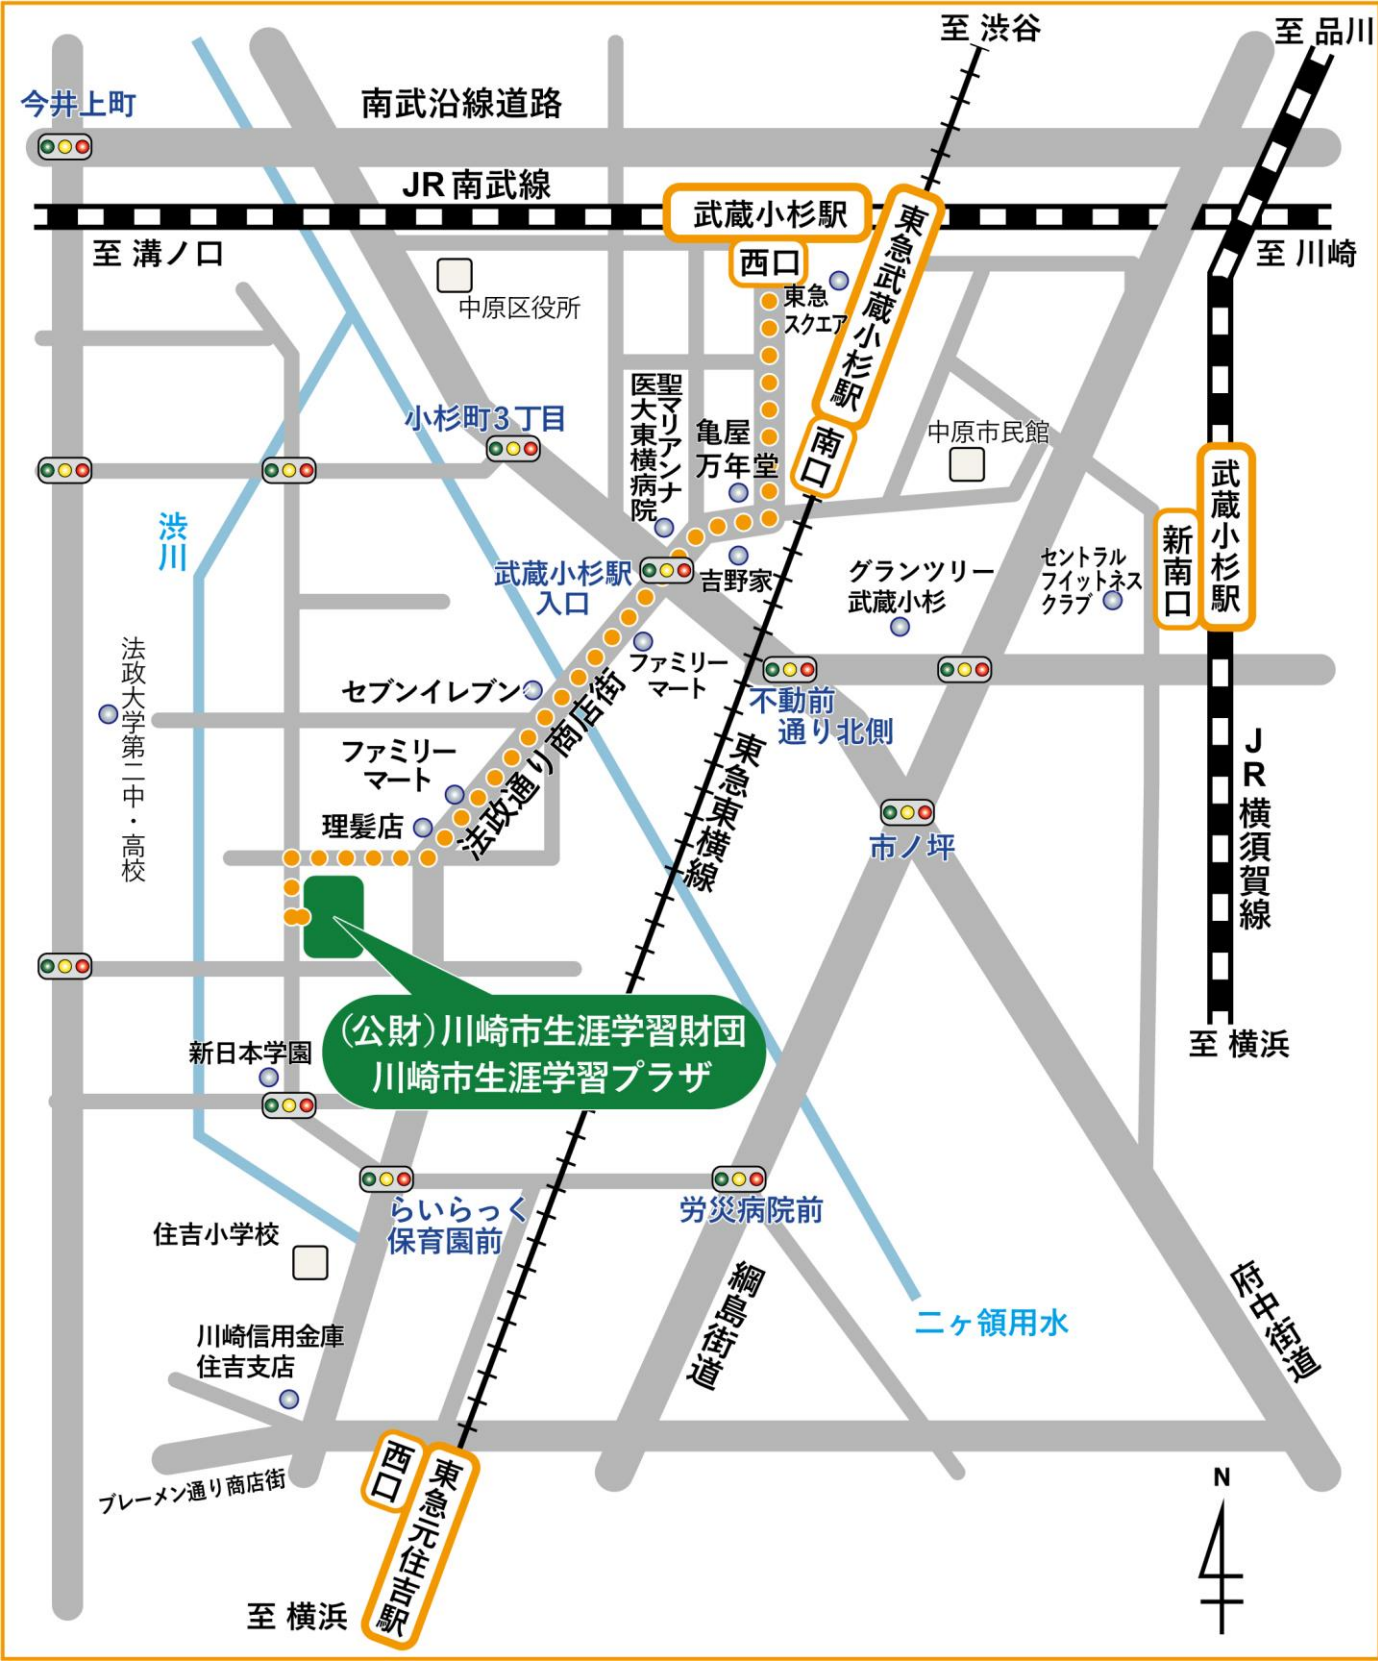 至 渋谷
至 品川
今井上町
南武沿線道路
JR南武線
武蔵小杉駅
西口
東急武蔵小杉駅
南口
至 溝ノ口
至 川崎
中原区役所
東急
スクエア
小杉町3丁目
聖マリアンナ
医大東横病院
亀屋
万年堂
中原市民館
武蔵小杉駅
新南口
渋川
武蔵小杉駅
入口
吉野家
グランツリー
武蔵小杉
セントラル
フイットネス
クラブ
法政大学第二中・高校
セブンイレブン
ファミリー
マート
不動前
通り北側
ファミリー
マート
法政通り商店街
東急東横線
JR横須賀線
理髪店
市ノ坪
(公財)川崎市生涯学習財団
川崎市生涯学習プラザ
至 横浜
新日本学園
らいらっく
保育園前
労災病院前
住吉小学校
綱島街道
府中街道
二ヶ領用水
川崎信用金庫
住吉支店
ブレーメン通り商店街
西口
東急元住吉駅
至 横浜
N